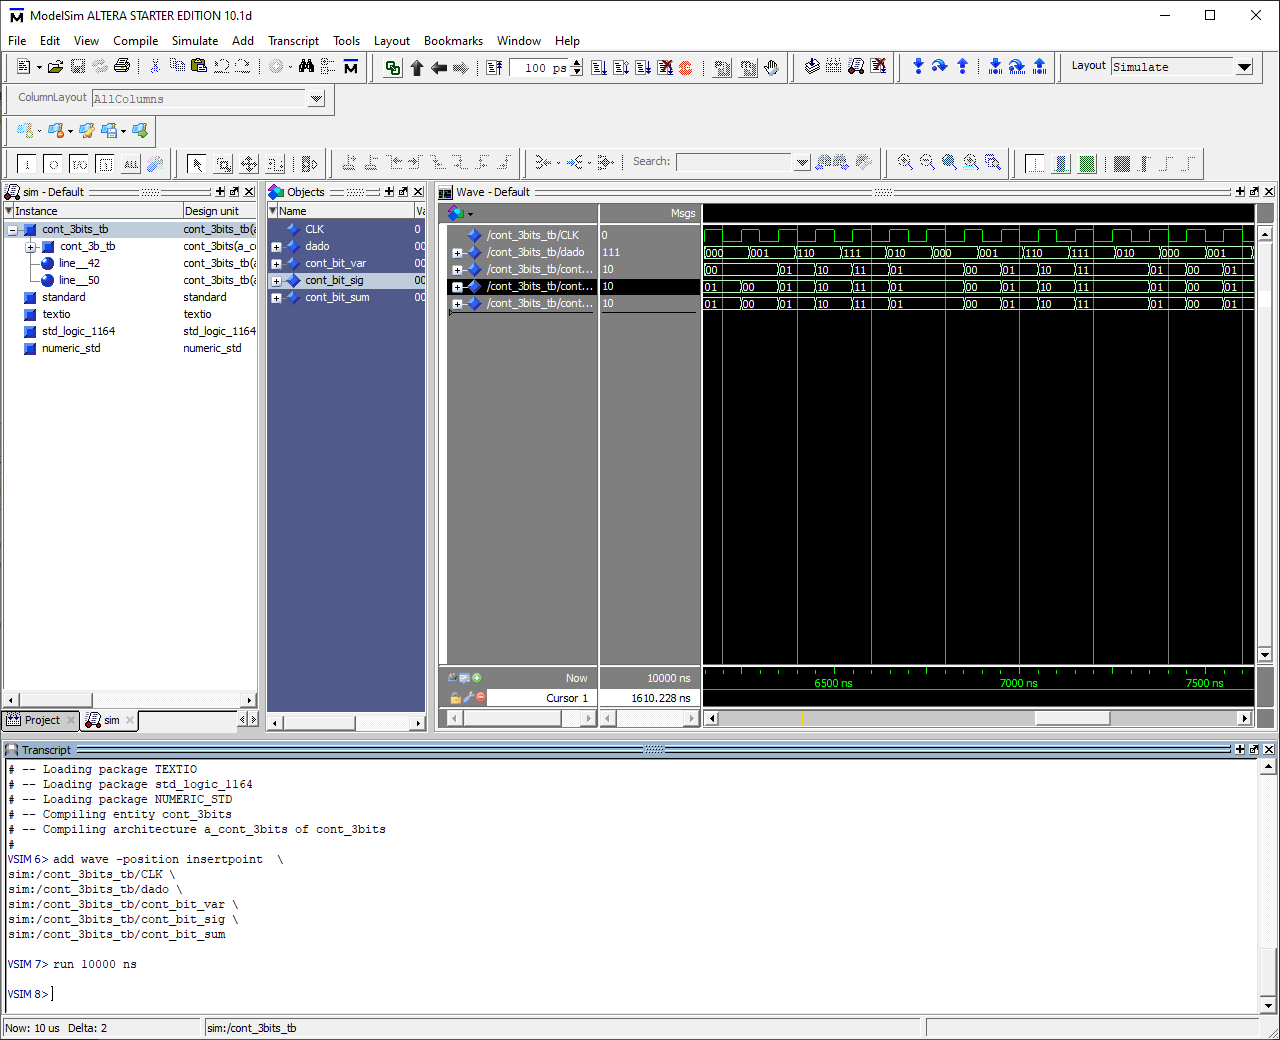 ModelSim ALTERA STARTER EDITION 10.1d
File Edit View Compile Simulate Add Transcript Tools Layout Bookmarks Window Help
100 ps
Layout Simulate
ColumnLayout AllColumns
ALL
Search:
sim - Default
Instance Design unit
cont_3bits_tb cont_3bits_tb(a
cont_3b_tb cont_3bits(a_c
line__42 cont_3bits_tb(a
line__50 cont_3bits_tb(a
standard standard
textio textio
std_logic_1164 std_logic_1164
numeric_std numeric_std
Project sim
Objects
Name Va
CLK 0
dado 00
cont_bit_var 00
cont_bit_sig 00
cont_bit_sum 00
Wave - Default
Msgs
/cont_3bits_tb/CLK 0
/cont_3bits_tb/dado 111 000 001 110 111 010 000 001 110 111 010 000 001
/cont_3bits_tb/cont... 10 00 01 10 11 01 00 01 10 11 01 00 01
/cont_3bits_tb/cont... 10 01 00 01 10 11 01 00 01 10 11 01 00 01
/cont_3bits_tb/cont... 10 01 00 01 10 11 01 00 01 10 11 01 00 01
Now 10000 ns 6500 ns 7000 ns 7500 ns
Cursor 1 1610.228 ns
Transcript
# -- Loading package TEXTIO
# -- Loading package std_logic_1164
# -- Loading package NUMERIC_STD
# -- Compiling entity cont_3bits
# -- Compiling architecture a_cont_3bits of cont_3bits
#
VSIM 6> add wave -position insertpoint \
sim:/cont_3bits_tb/CLK \
sim:/cont_3bits_tb/dado \
sim:/cont_3bits_tb/cont_bit_var \
sim:/cont_3bits_tb/cont_bit_sig \
sim:/cont_3bits_tb/cont_bit_sum
VSIM 7> run 10000 ns
VSIM 8>
Now: 10 us Delta: 2 sim:/cont_3bits_tb